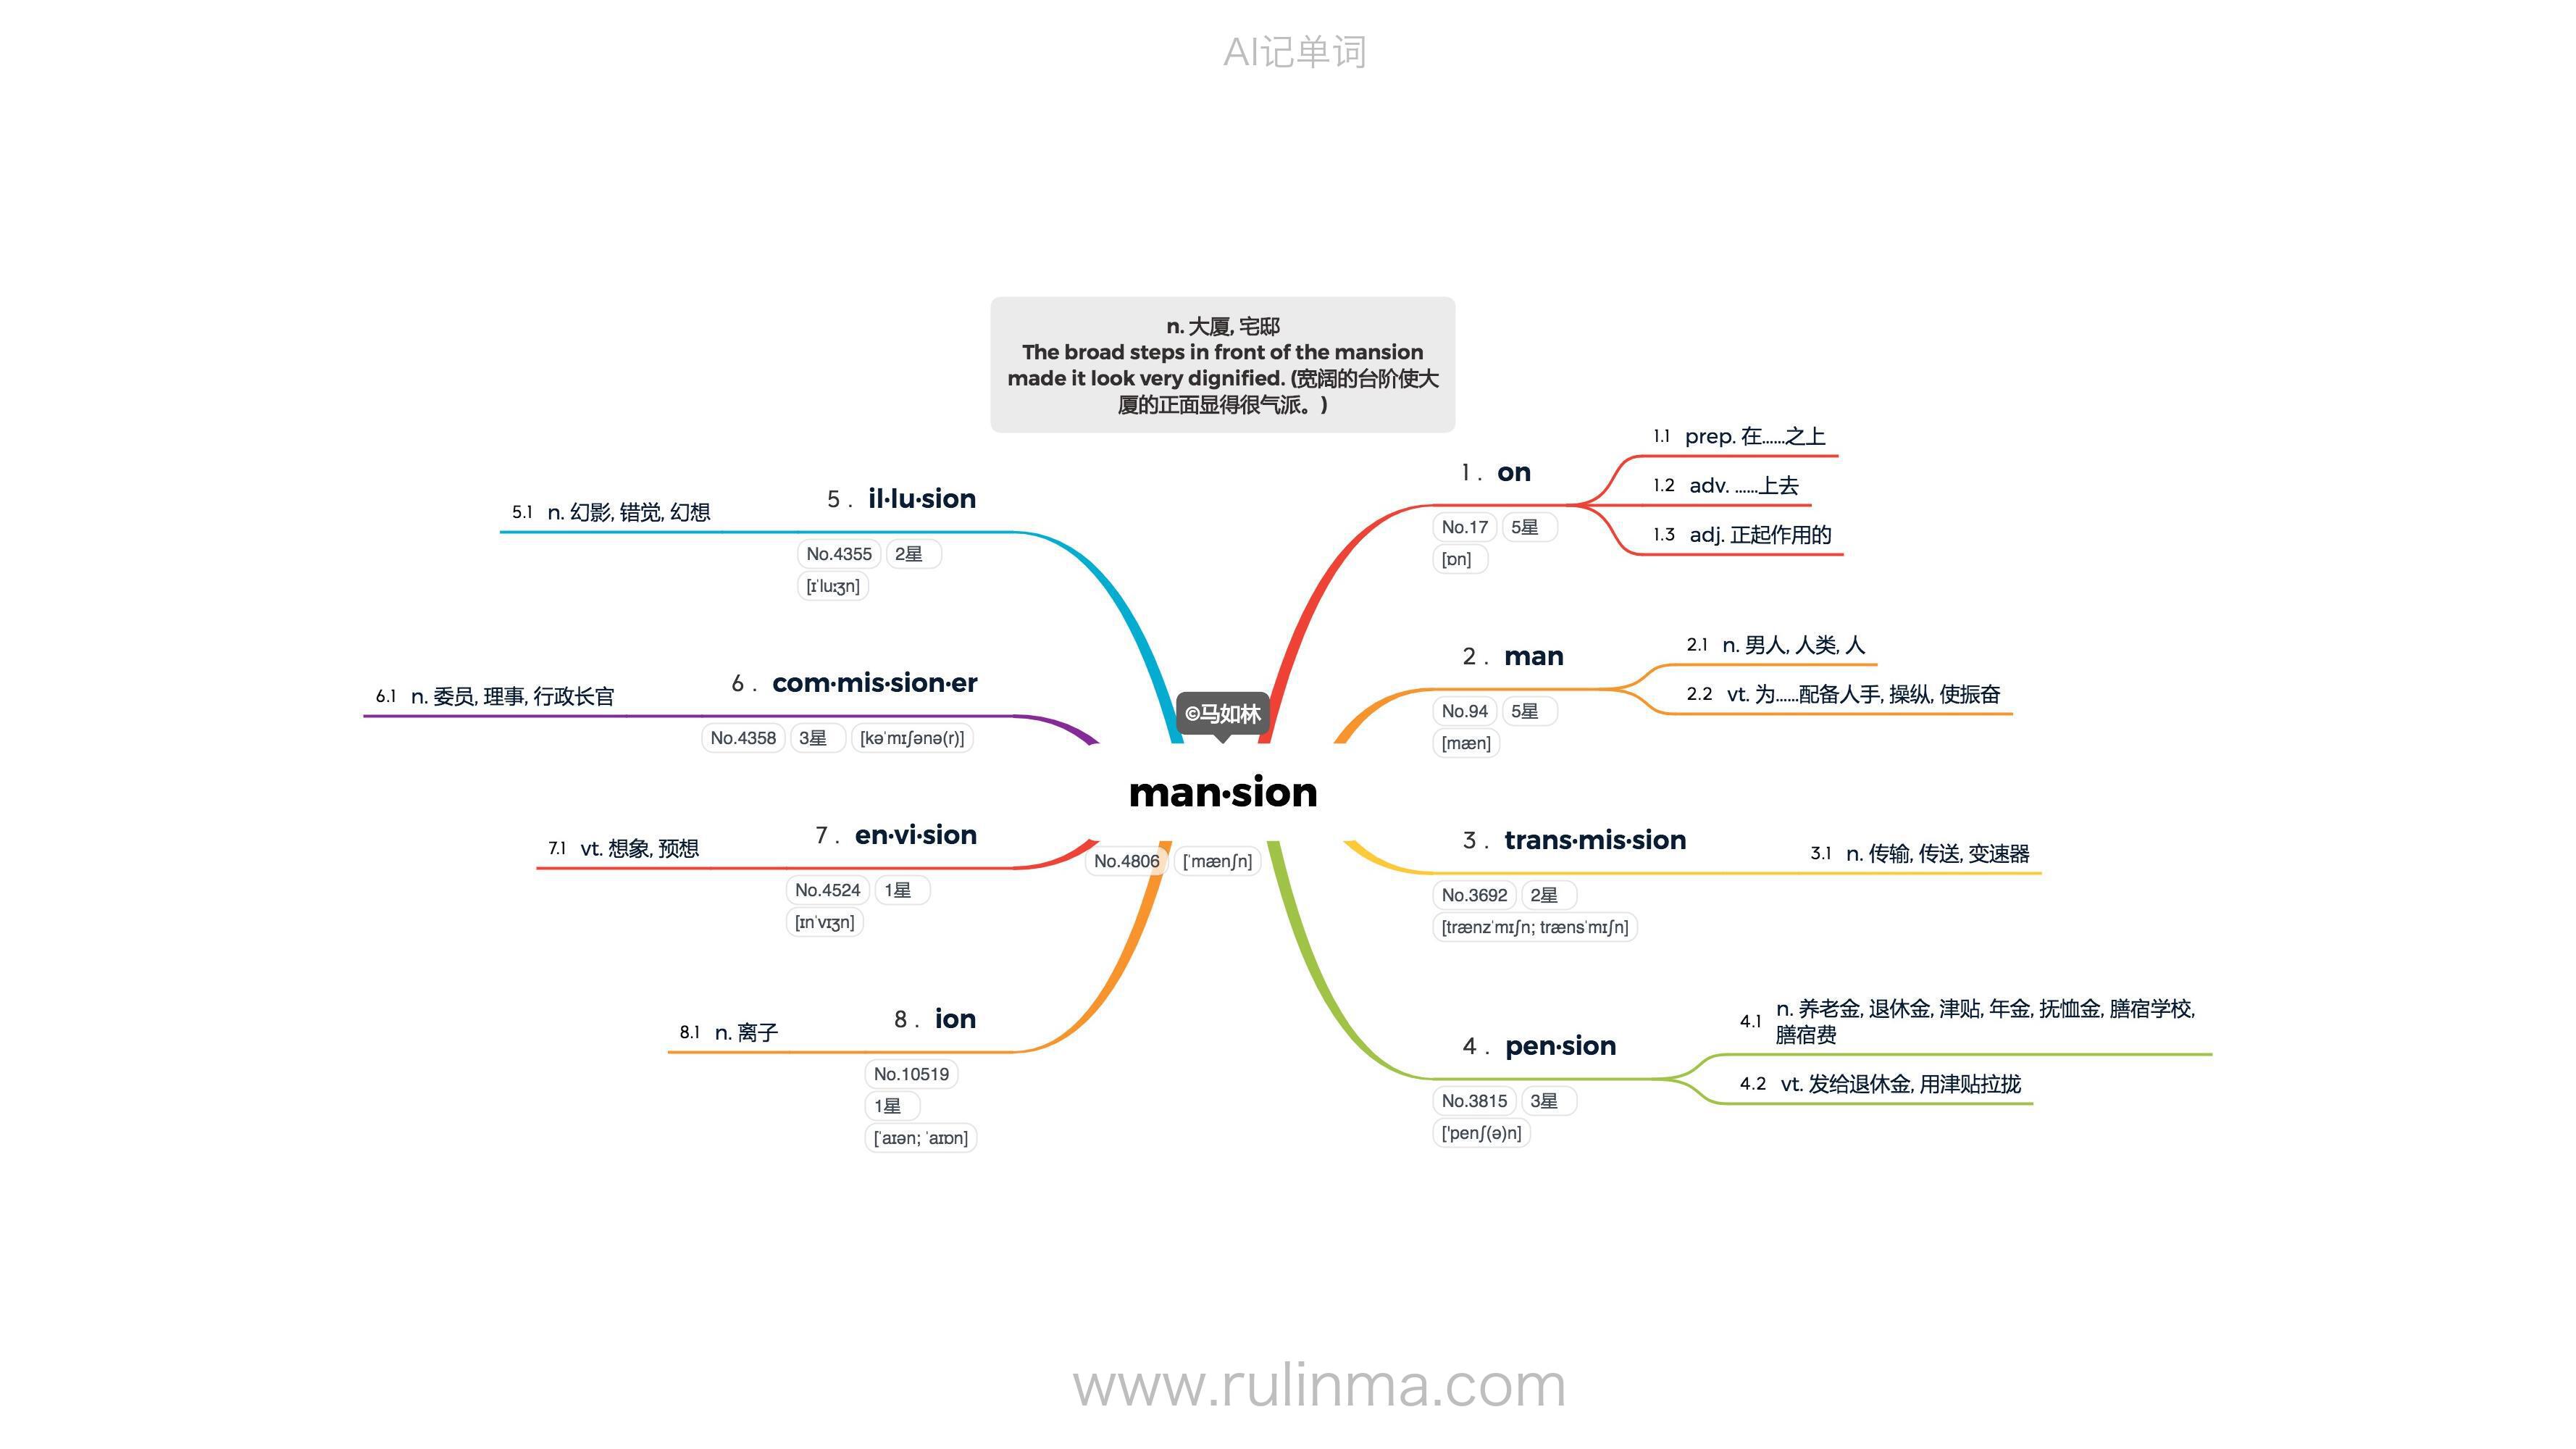 AI记单词
n. 大厦, 宅邸
The broad steps in front of the mansion
made it look very dignified. (宽阔的台阶使大
厦的正面显得很气派。)
©马如林
man·sion
No.4806 [ˈmænʃn]
1 . on
No.17 5星
[ɒn]
1.1 prep. 在……之上
1.2 adv. ……上去
1.3 adj. 正起作用的
2 . man
No.94 5星
[mæn]
2.1 n. 男人, 人类, 人
2.2 vt. 为……配备人手, 操纵, 使振奋
3 . trans·mis·sion
No.3692 2星
[trænzˈmɪʃn; trænsˈmɪʃn]
3.1 n. 传输, 传送, 变速器
4 . pen·sion
No.3815 3星
['penʃ(ə)n]
4.1 n. 养老金, 退休金, 津贴, 年金, 抚恤金, 膳宿学校,
膳宿费
4.2 vt. 发给退休金, 用津贴拉拢
5 . il·lu·sion
No.4355 2星
[ɪˈluːʒn]
5.1 n. 幻影, 错觉, 幻想
6 . com·mis·sion·er
No.4358 3星 [kəˈmɪʃənə(r)]
6.1 n. 委员, 理事, 行政长官
7 . en·vi·sion
No.4524 1星
[ɪnˈvɪʒn]
7.1 vt. 想象, 预想
8 . ion
No.10519
1星
[ˈaɪən; ˈaɪɒn]
8.1 n. 离子
www.rulinma.com